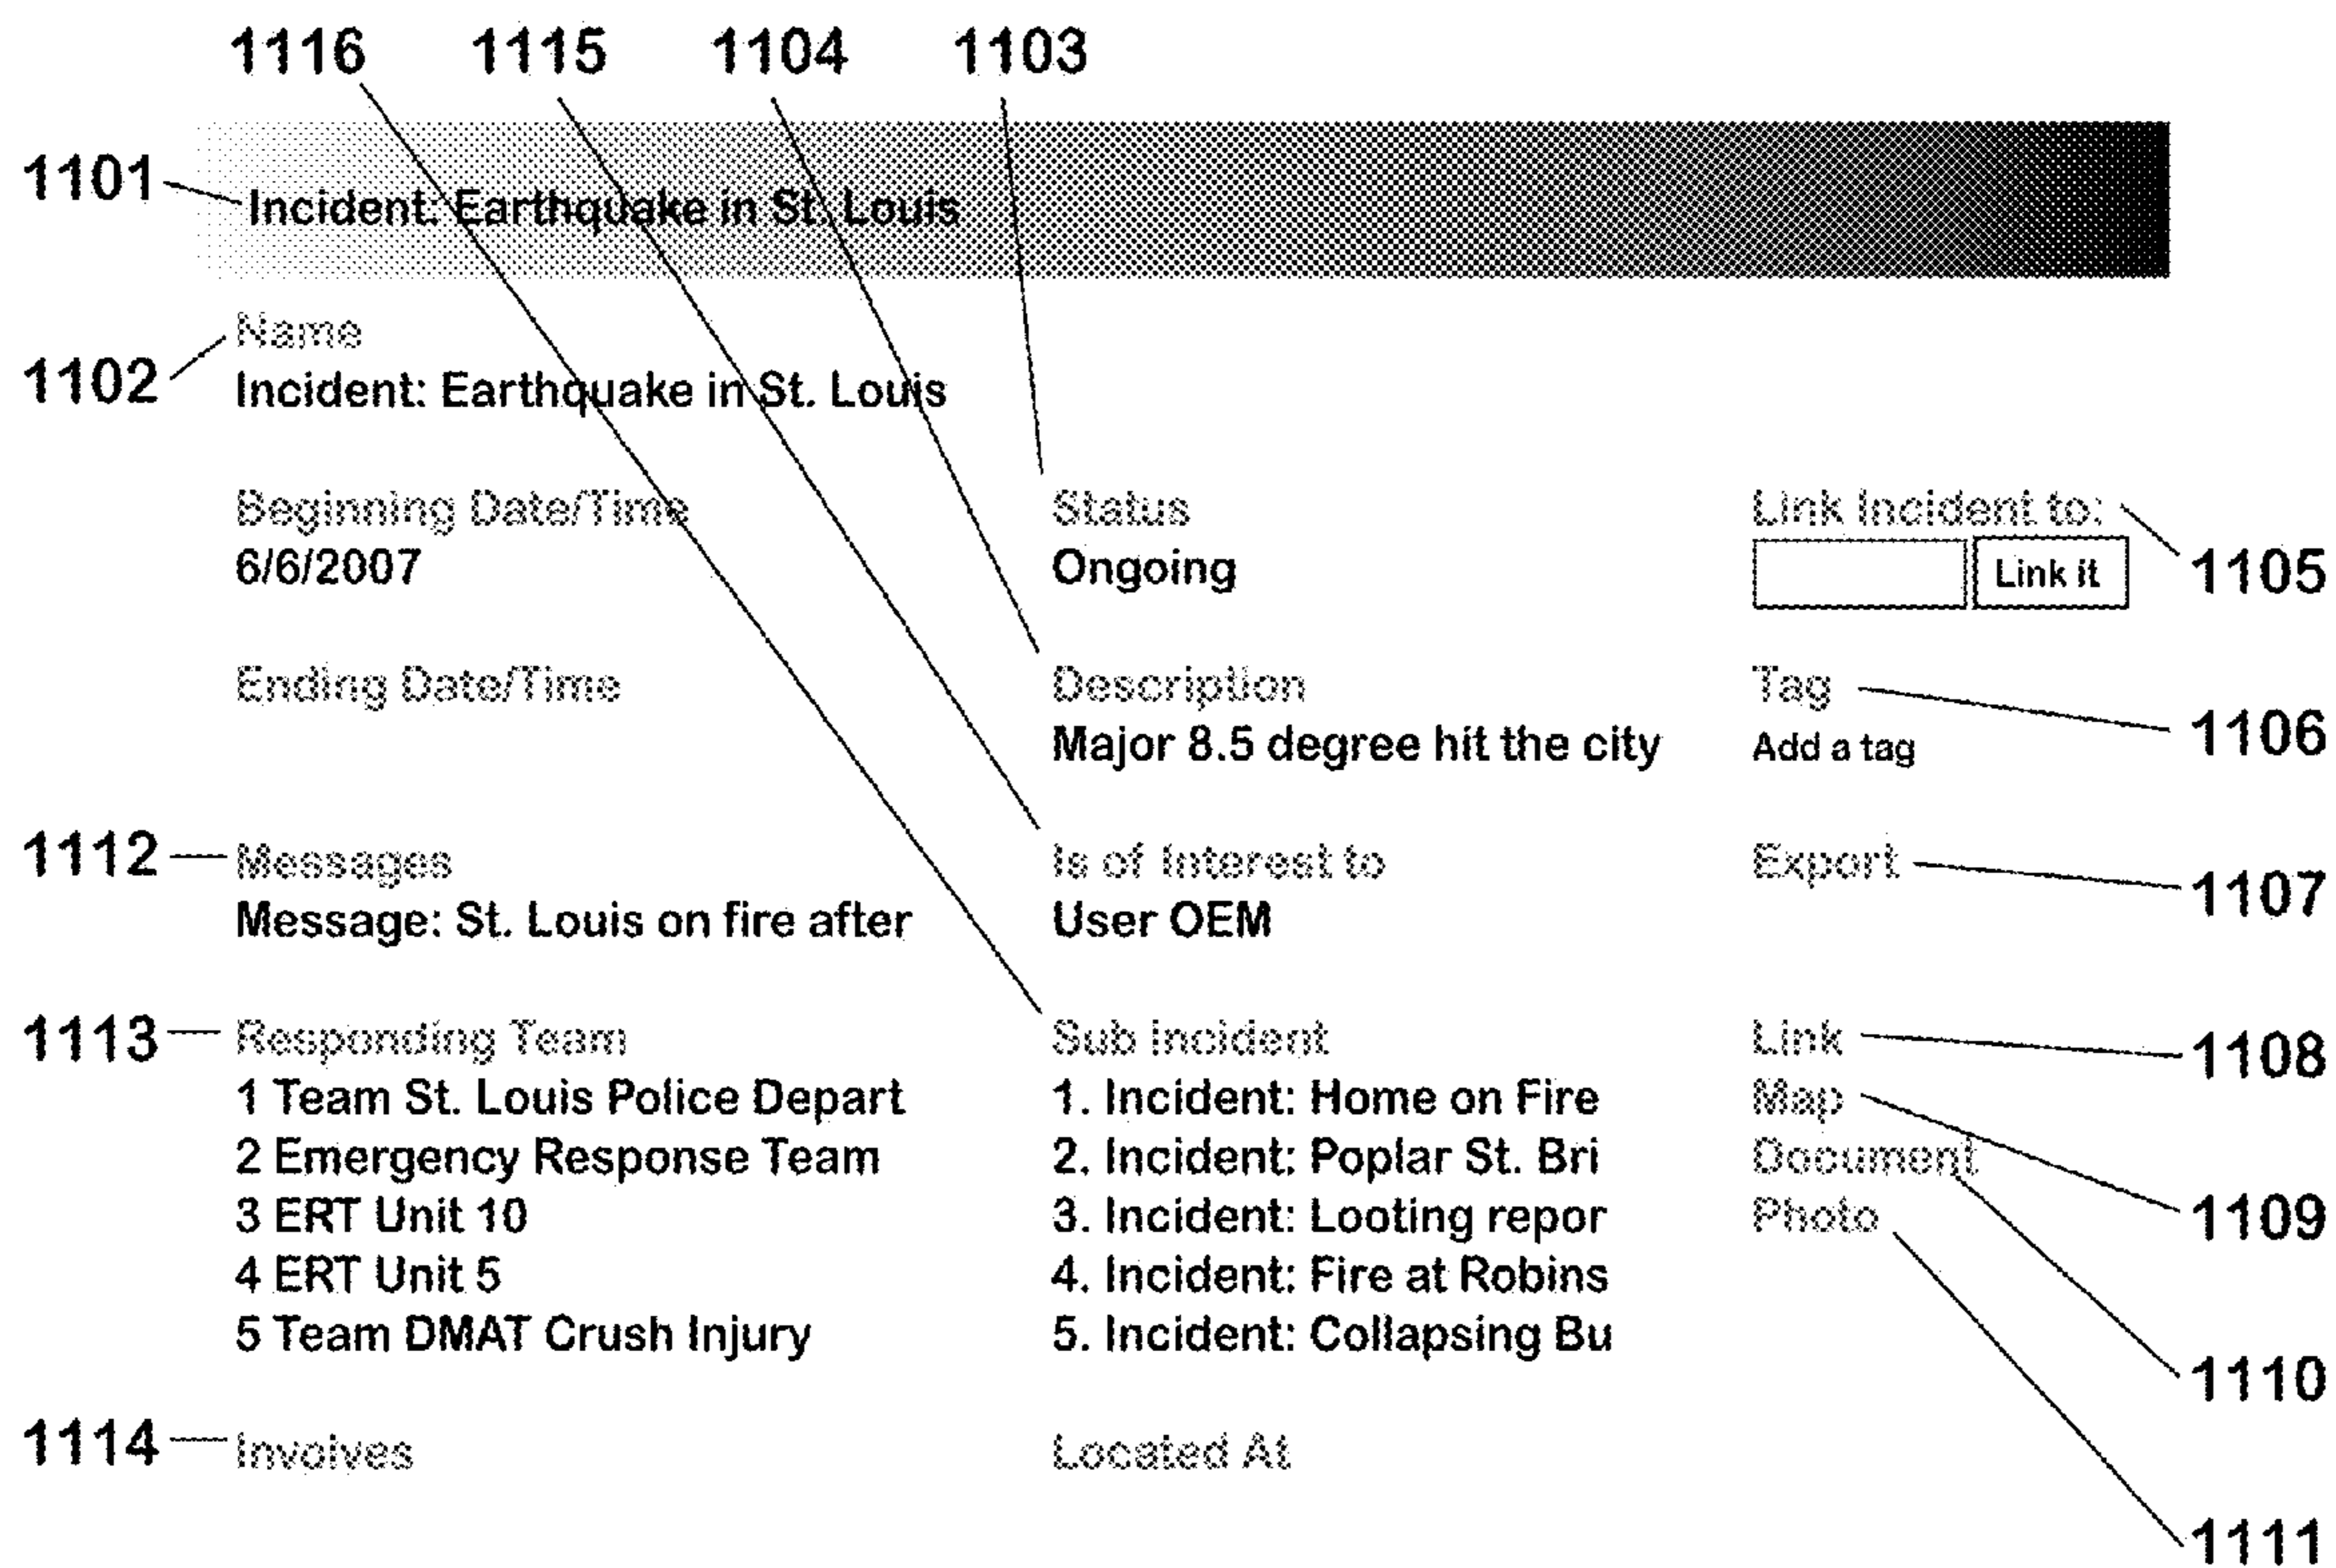 1116 1115 1104 1103
1101 Incident: Earthquake in St. Louis
Name
1102
Incident: Earthquake in St. Louis
Beginning Date/Time Status Link Incident to:
6/6/2007 Ongoing Link it 1105
Ending Date/Time Description Tag
Major 8.5 degree hit the city Add a tag 1106
1112 Messages Is of Interest to Export
1107
Message: St. Louis on fire after User OEM
1113 Responding Team Sub Incident Link 1108
1 Team St. Louis Police Depart 1. Incident: Home on Fire Map
2 Emergency Response Team 2. Incident: Poplar St. Bri Document
3 ERT Unit 10 3. Incident: Looting repor Photo 1109
4 ERT Unit 5 4. Incident: Fire at Robins
5 Team DMAT Crush Injury 5. Incident: Collapsing Bu
1110
1114 Involves Located At
1111